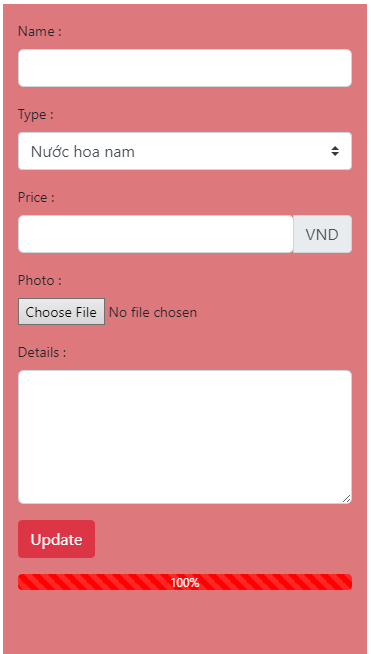 Name :
Type :
Nước hoa nam
Price :
VND
Photo :
Choose File No file chosen
Details :
Update
100%